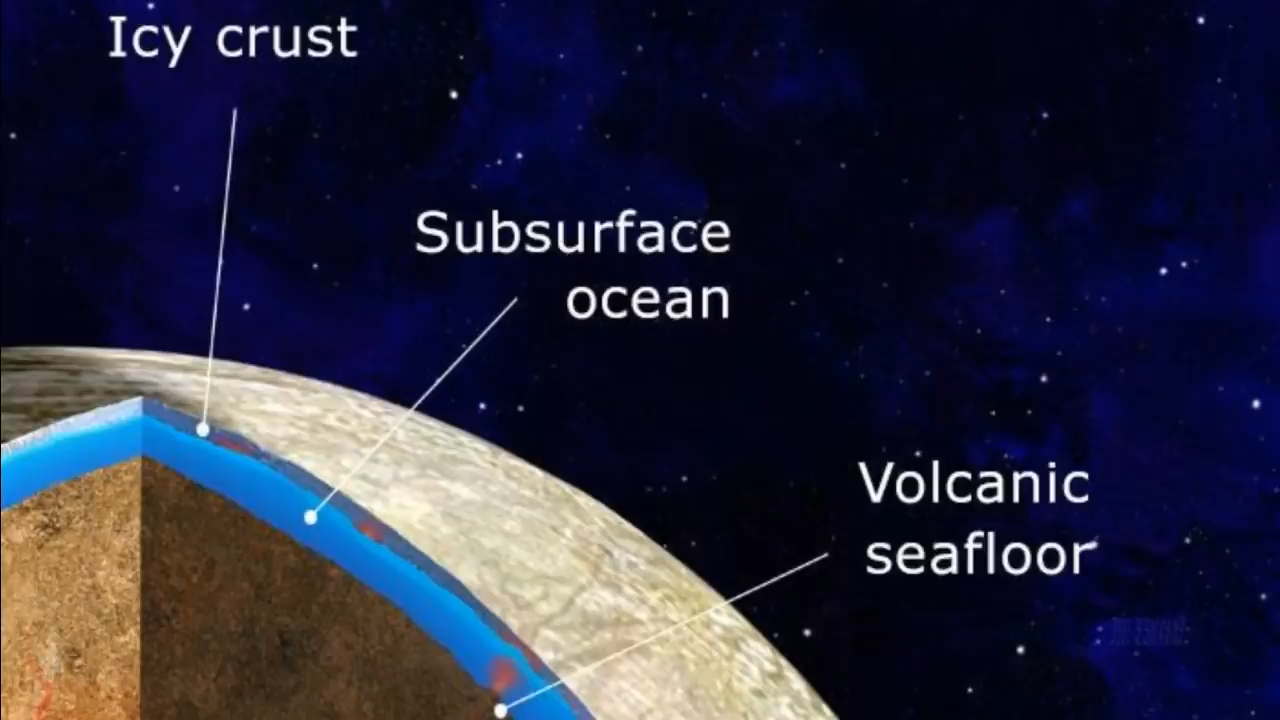 Icy crust
Subsurface
ocean
Volcanic
seafloor